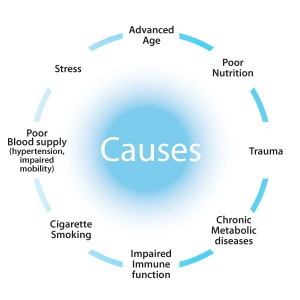 Advanced
Age
Poor
Nutrition
Trauma
Chronic
Metabolic
diseases
Impaired
Immune
function
Cigarette
Smoking
Poor
Blood supply
(hypertension,
impaired
mobility)
Stress
Causes